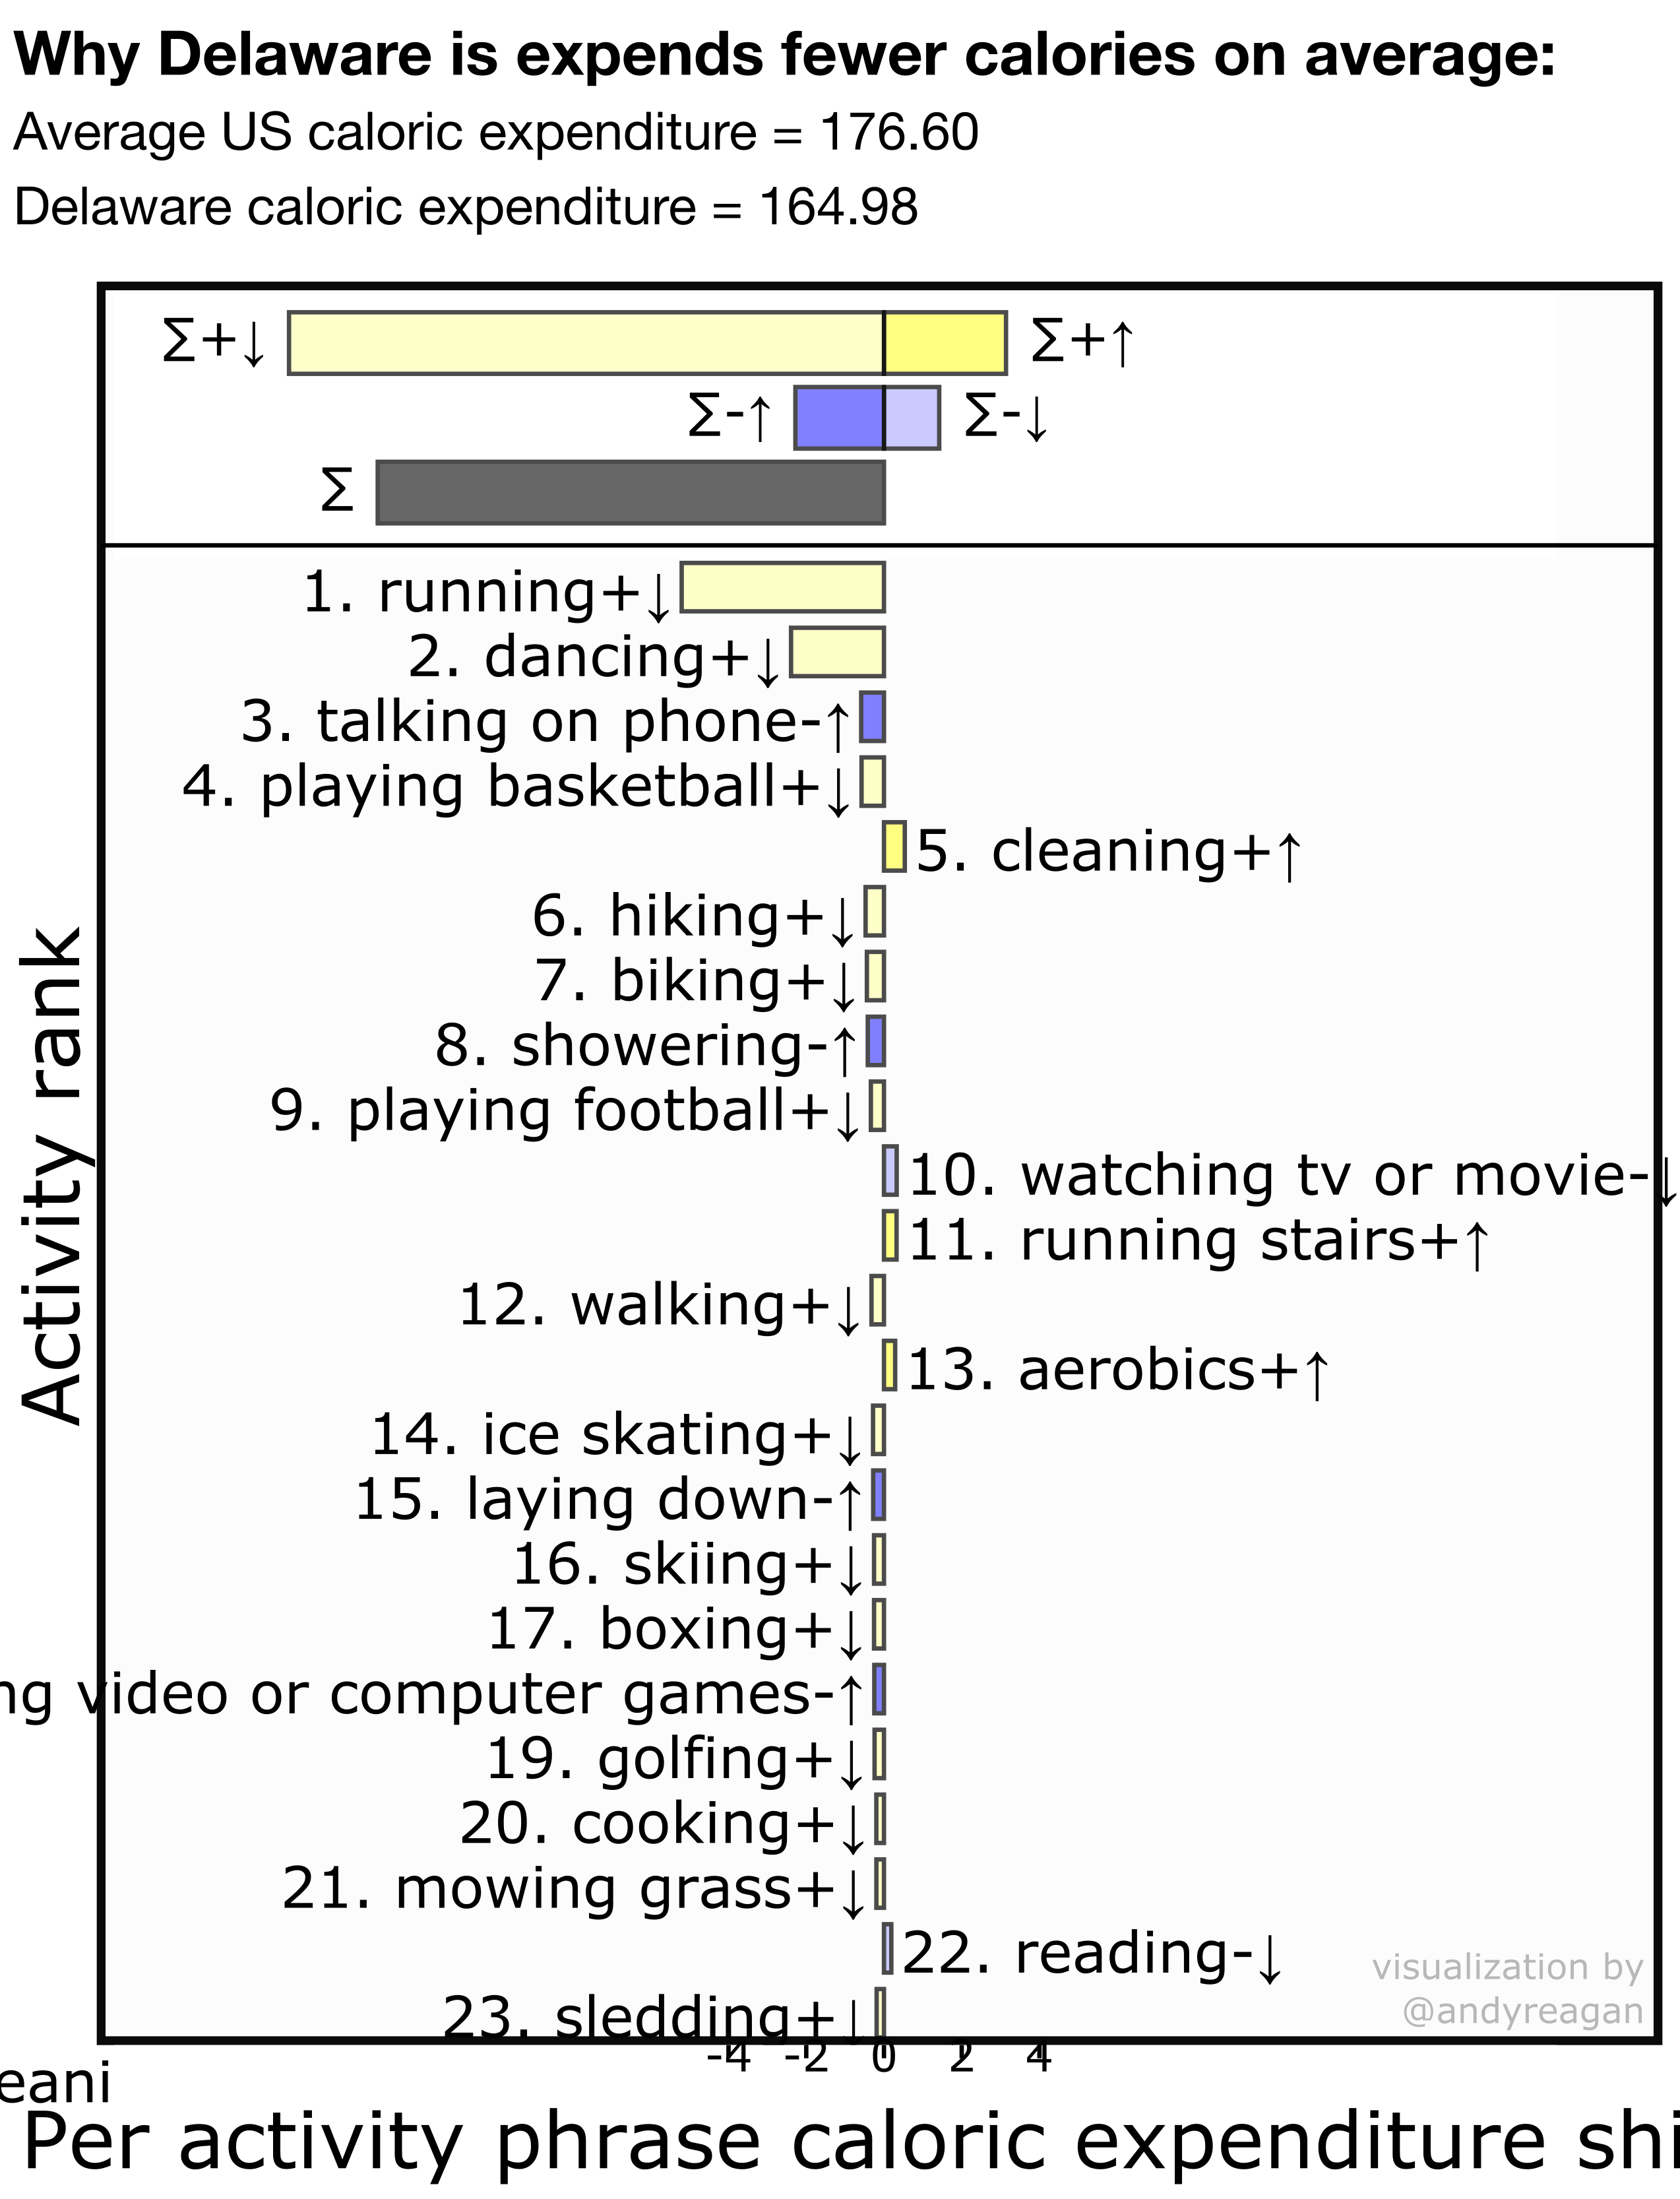 Why Delaware is expends fewer calories on average:
Average US caloric expenditure = 176.60
Delaware caloric expenditure = 164.98
∑+↓ ∑+↑
∑-↑ ∑-↓
∑
1. running+↓
2. dancing+↓
3. talking on phone-↑
4. playing basketball+↓
5. cleaning+↑
6. hiking+↓
7. biking+↓
8. showering-↑
9. playing football+↓
10. watching tv or movie-↓
11. running stairs+↑
12. walking+↓
13. aerobics+↑
14. ice skating+↓
15. laying down-↑
16. skiing+↓
17. boxing+↓
video or computer games-↑
19. golfing+↓
20. cooking+↓
21. mowing grass+↓
22. reading-↓
23. sledding+↓
Activity rank
visualization by
@andyreagan
-4 -2 0 2 4
Per activity phrase caloric expenditure